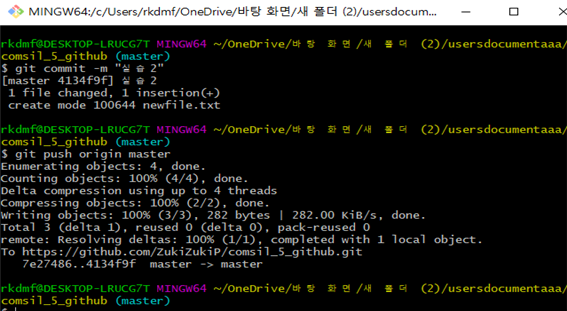 MINGW64:/c/Users/rkdmf/OneDrive/바탕 화면/새 폴더 (2)/usersdocum...
rkdmf@DESKTOP-LRUCG7T MINGW64 ~/OneDrive/바탕 화면/새 폴더 (2)/usersdocumentaaa/
comsil_5_github (master)
$ git commit -m "실습2"
[master 4134f9f] 실습2
1 file changed, 1 insertion(+)
create mode 100644 newfile.txt
rkdmf@DESKTOP-LRUCG7T MINGW64 ~/OneDrive/바탕 화면/새 폴더 (2)/usersdocumentaaa/
comsil_5_github (master)
$ git push origin master
Enumerating objects: 4, done.
Counting objects: 100% (4/4), done.
Delta compression using up to 4 threads
Compressing objects: 100% (2/2), done.
Writing objects: 100% (3/3), 282 bytes | 282.00 KiB/s, done.
Total 3 (delta 1), reused 0 (delta 0), pack-reused 0
remote: Resolving deltas: 100% (1/1), completed with 1 local object.
To https://github.com/ZukiZukiP/comsil_5_github.git
7e27486..4134f9f  master -> master
rkdmf@DESKTOP-LRUCG7T MINGW64 ~/OneDrive/바탕 화면/새 폴더 (2)/usersdocumentaaa/
comsil_5_github (master)
$